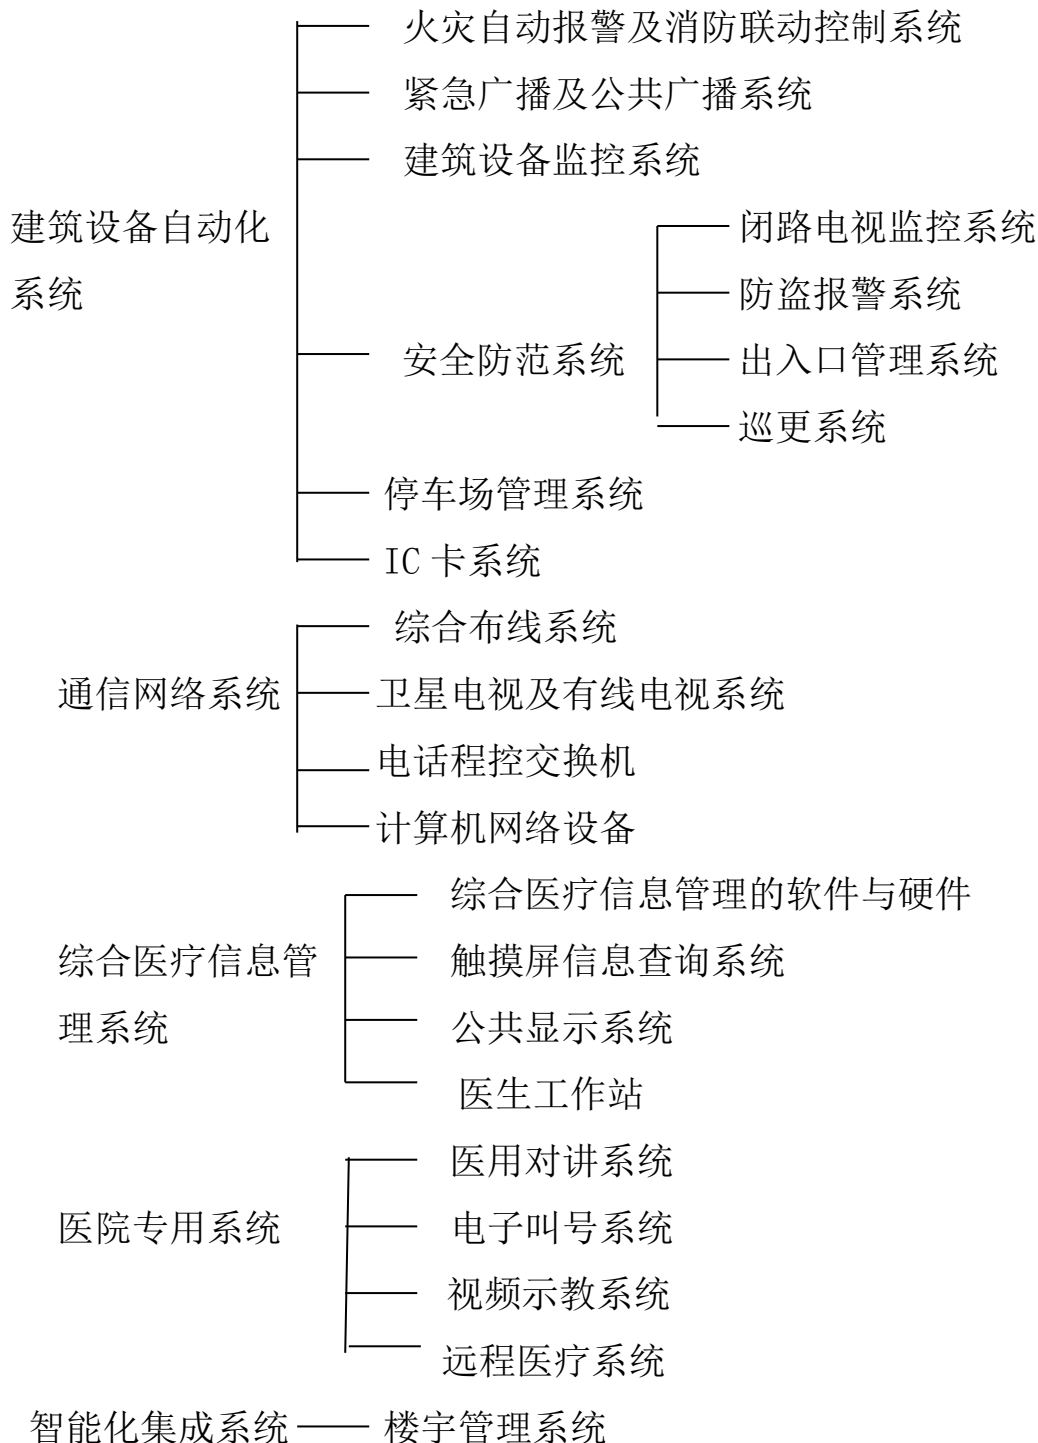 火灾自动报警及消防联动控制系统
紧急广播及公共广播系统
建筑设备监控系统
建筑设备自动化
系统
闭路电视监控系统
防盗报警系统
安全防范系统
出入口管理系统
巡更系统
停车场管理系统
IC 卡系统
综合布线系统
通信网络系统
卫星电视及有线电视系统
电话程控交换机
计算机网络设备
综合医疗信息管理的软件与硬件
综合医疗信息管
理系统
触摸屏信息查询系统
公共显示系统
医生工作站
医用对讲系统
医院专用系统
电子叫号系统
视频示教系统
远程医疗系统
智能化集成系统
楼宇管理系统